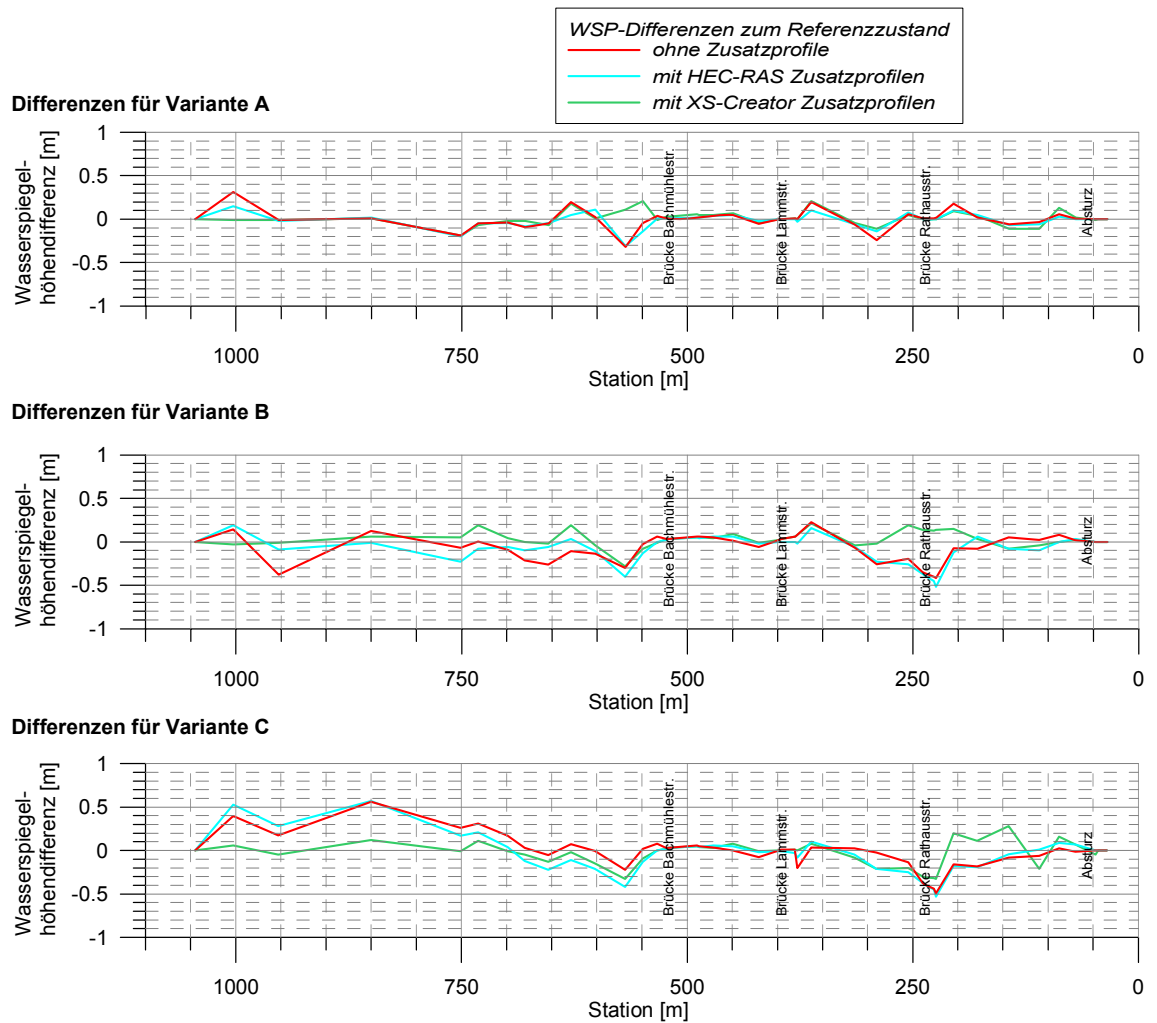 WSP-Differenzen zum Referenzzustand
ohne Zusatzprofile
mit HEC-RAS Zusatzprofilen
mit XS-Creator Zusatzprofilen
Differenzen für Variante A
Wasserspiegel-
höhendifferenz [m]
1
0.5
0
-0.5
-1
Brücke Bachmühlestr.
Brücke Lammstr.
Brücke Rathausstr.
Absturz
1000
750
500
250
0
Station [m]
Differenzen für Variante B
Wasserspiegel-
höhendifferenz [m]
1
0.5
0
-0.5
-1
Brücke Bachmühlestr.
Brücke Lammstr.
Brücke Rathausstr.
Absturz
1000
750
500
250
0
Station [m]
Differenzen für Variante C
Wasserspiegel-
höhendifferenz [m]
1
0.5
0
-0.5
-1
Brücke Bachmühlestr.
Brücke Lammstr.
Brücke Rathausstr.
Absturz
1000
750
500
250
0
Station [m]